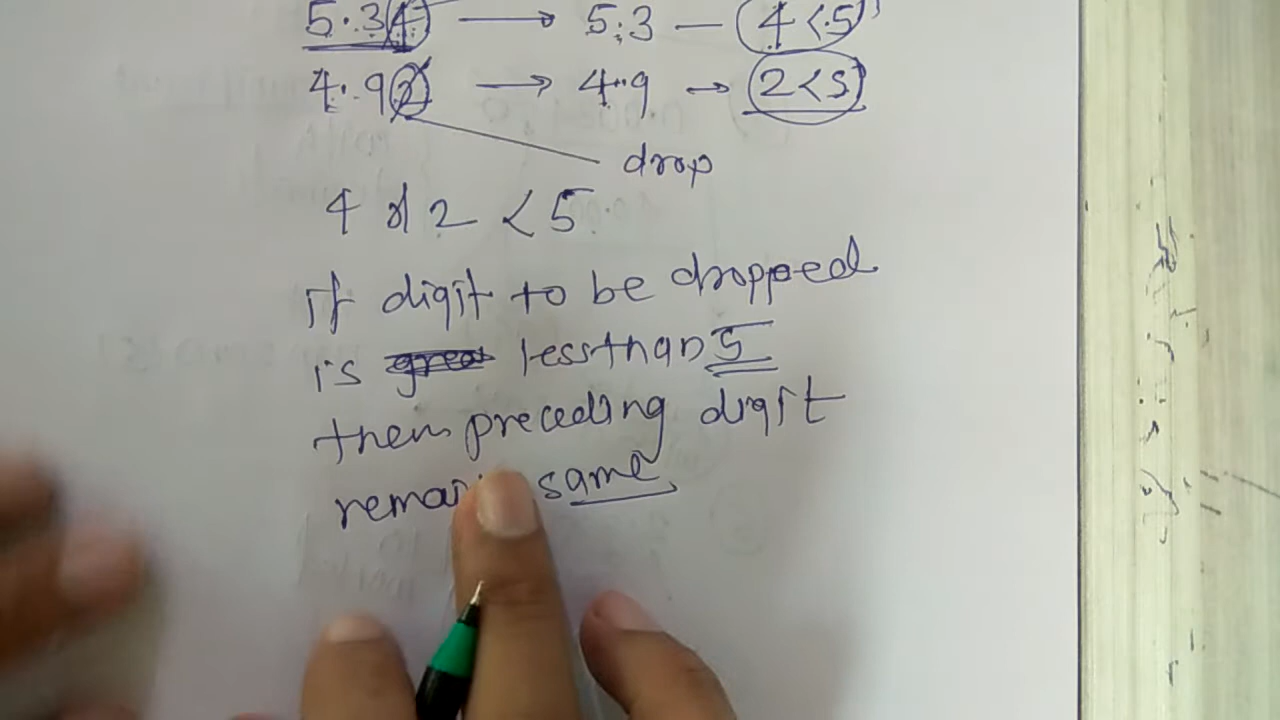 5.34 → 5.3 — 4<5
4.92 → 4.9 → 2<5
drop
4 2 < 5
if digit to be dropped
is less than 5
then preceding digit
remain same